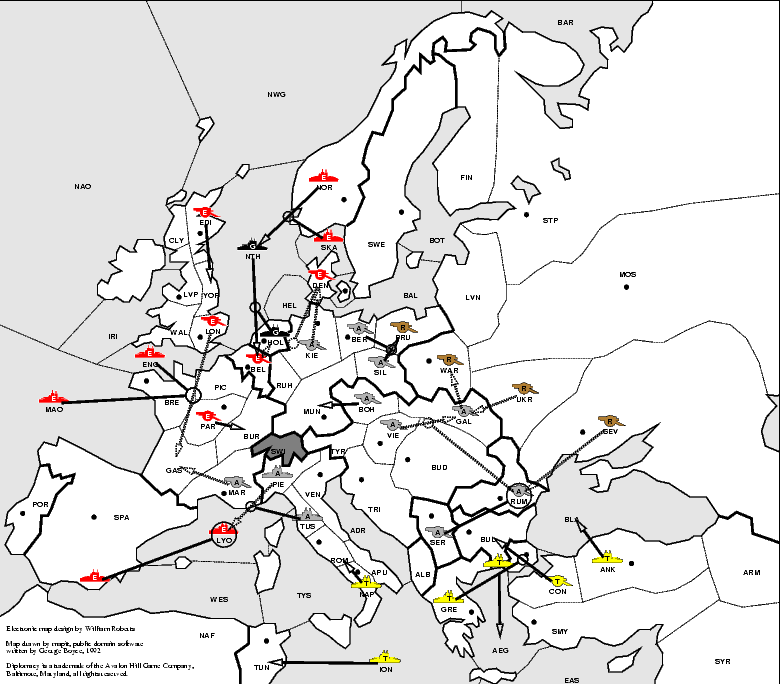 BAR
NWG
NAO
NOR
FIN
EDI
STP
CLY
SKA
SWE
BOT
NTH
MOS
DEN
LVP
YOR
HEL
BAL
LVN
LON
WAL
HOL
KIE
BER
PRU
IRI
ENG
BEL
SIL
WAR
PIC
RUH
UKR
MAO
BRE
MUN
BOH
GAL
PAR
VIE
SEV
BUR
SWI
TYR
BUD
GAS
PIE
MAR
VEN
RUM
POR
SPA
TUS
TRI
BLA
LYO
ADR
SER
BUL
ROM
APU
ALB
ANK
ARM
NAP
CON
WES
TYS
GRE
NAF
SMY
AEG
TUN
ION
EAS
SYR
E
E
E
G
E
E
G
E
E
E
E
E
E
A
A
A
A
A
A
A
A
A
A
A
R
R
R
R
T
T
T
T
T
T
Electronic map design by William Roberts
Map drawn by mapit, public domain software
written by George Boyce, 1992
Diplomacy is a trademark of the Avalon Hill Game Company,
Baltimore, Maryland, all rights reserved.